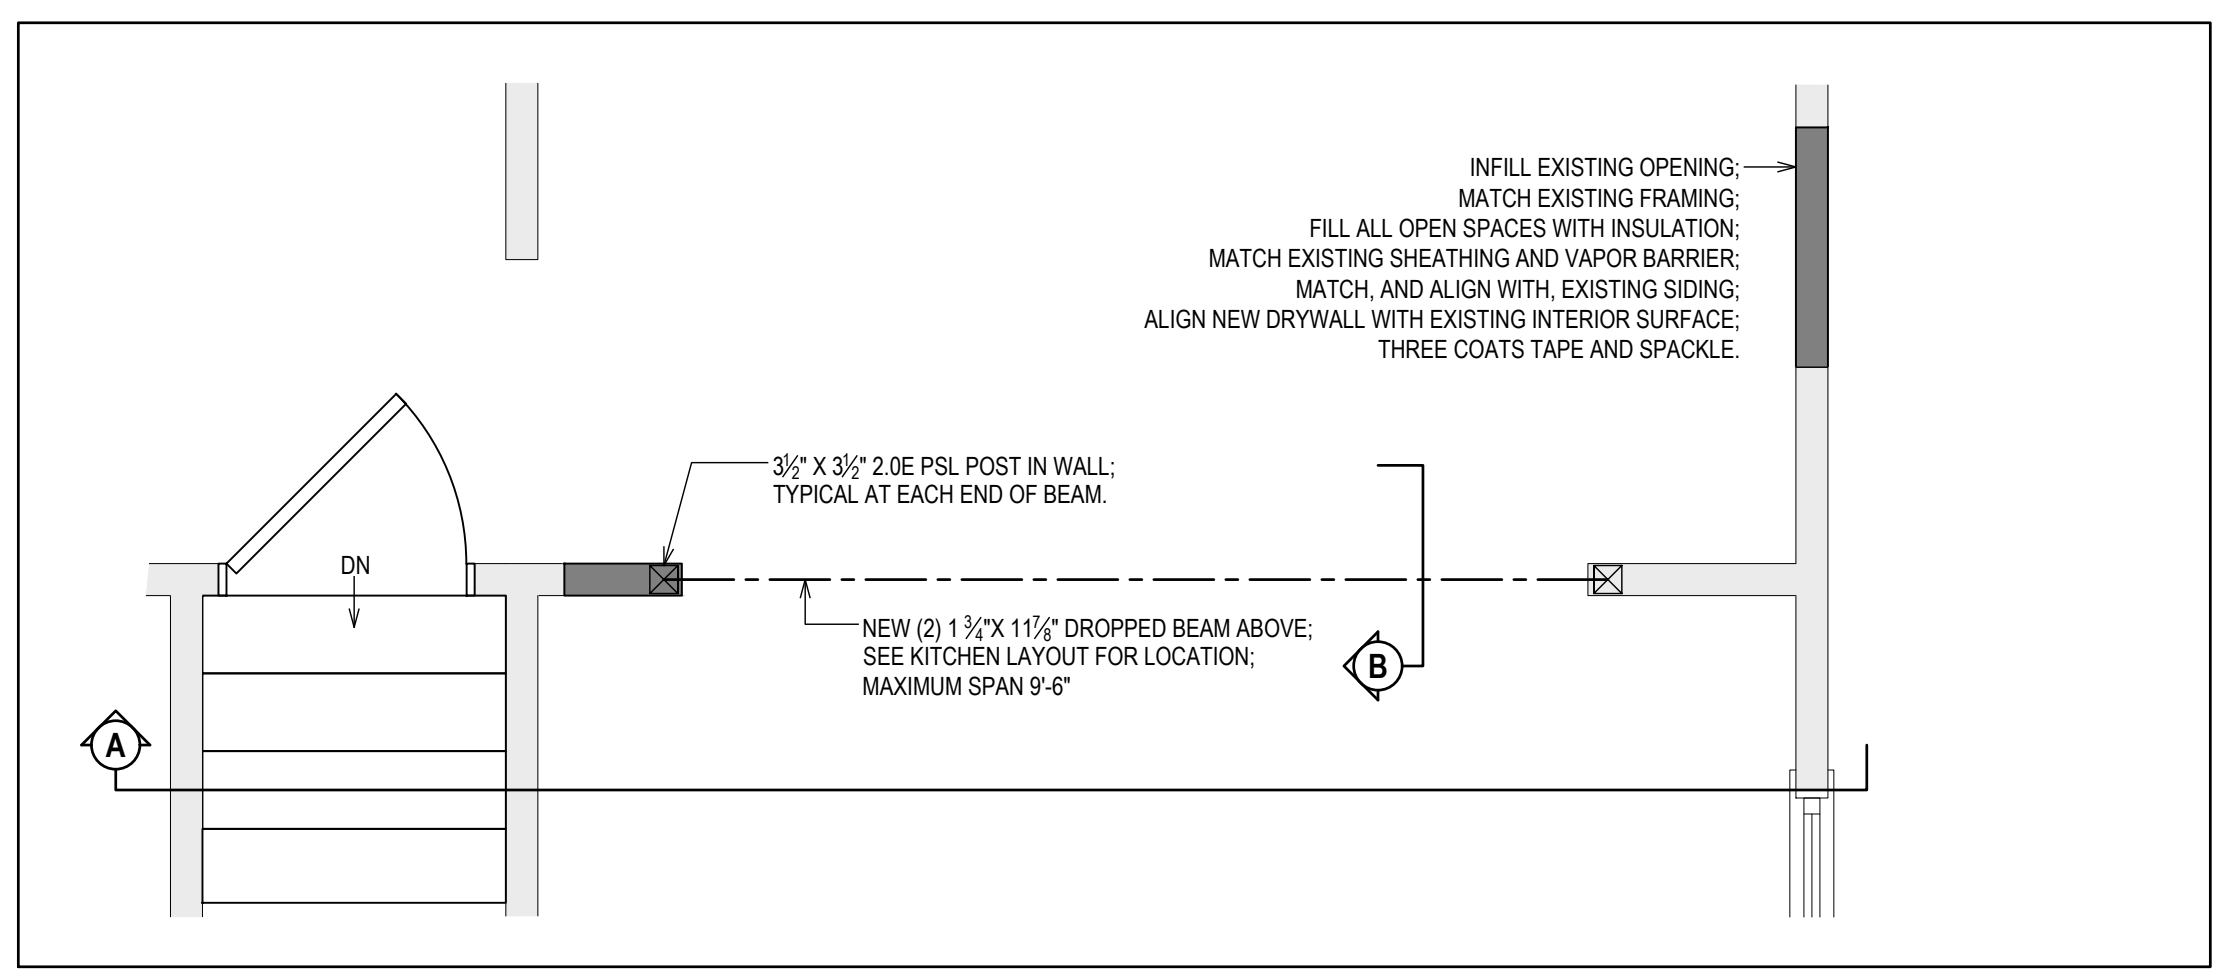 INFILL EXISTING OPENING;
MATCH EXISTING FRAMING;
FILL ALL OPEN SPACES WITH INSULATION;
MATCH EXISTING SHEATHING AND VAPOR BARRIER;
MATCH, AND ALIGN WITH, EXISTING SIDING;
ALIGN NEW DRYWALL WITH EXISTING INTERIOR SURFACE;
THREE COATS TAPE AND SPACKLE.
3½" X 3½" 2.0E PSL POST IN WALL;
TYPICAL AT EACH END OF BEAM.
DN
NEW (2) 1 ¾"X 11⅞" DROPPED BEAM ABOVE;
SEE KITCHEN LAYOUT FOR LOCATION;
MAXIMUM SPAN 9'-6"
B
A